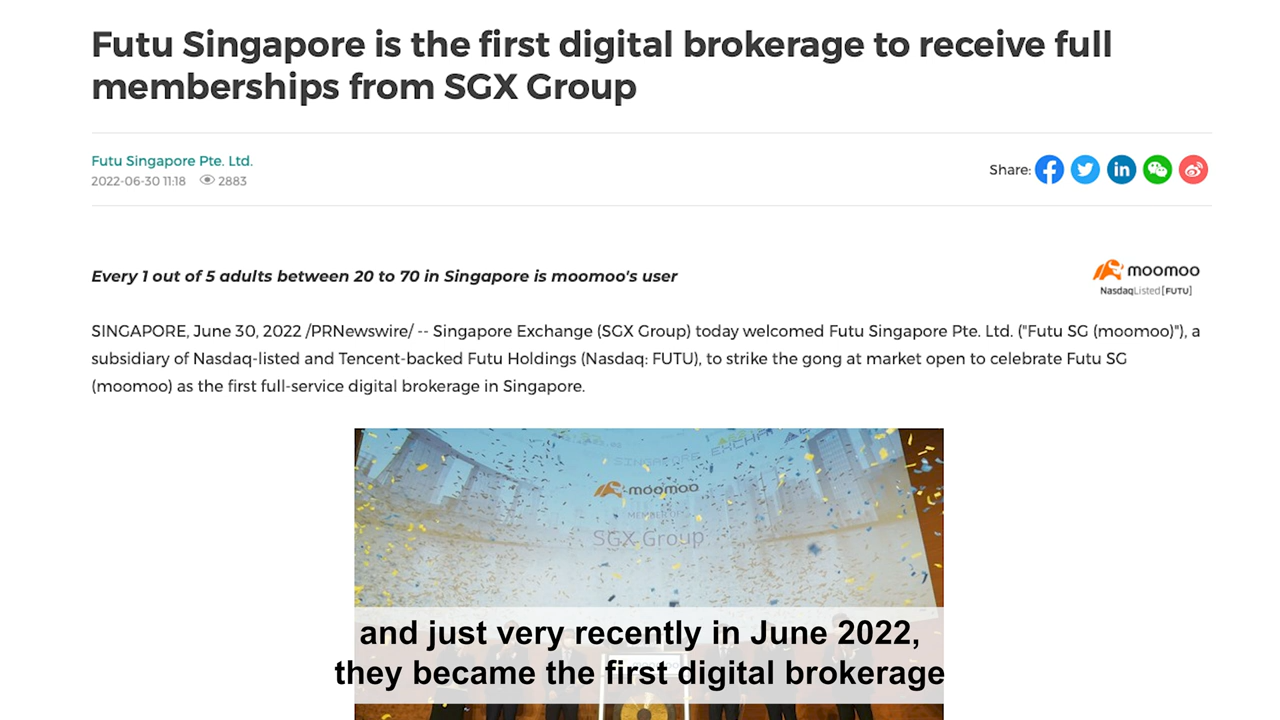 Futu Singapore is the first digital brokerage to receive full
memberships from SGX Group
Futu Singapore Pte. Ltd.
2022-06-30 11:18 2883
Share:
Every 1 out of 5 adults between 20 to 70 in Singapore is moomoo's user
moomoo
NasdaqListed[FUTU]
SINGAPORE, June 30, 2022 /PRNewswire/ -- Singapore Exchange (SGX Group) today welcomed Futu Singapore Pte. Ltd. ("Futu SG (moomoo)"), a
subsidiary of Nasdaq-listed and Tencent-backed Futu Holdings (Nasdaq: FUTU), to strike the gong at market open to celebrate Futu SG
(moomoo) as the first full-service digital brokerage in Singapore.
SINGAPORE EXCHA
moomoo
MEMBER OF
SGX Group
and just very recently in June 2022,
they became the first digital brokerage